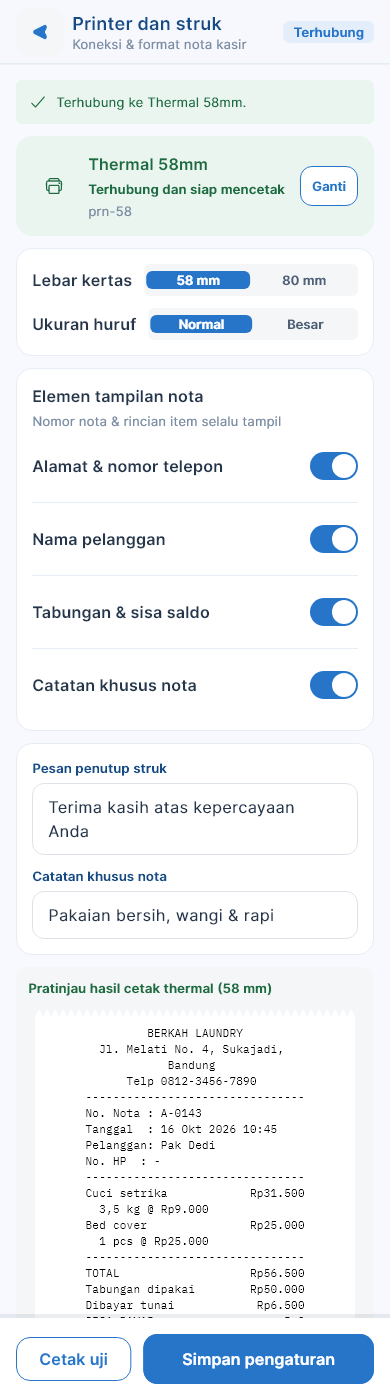 Printer dan struk
Koneksi & format nota kasir
Terhubung
Terhubung ke Thermal 58mm.
Thermal 58mm
Terhubung dan siap mencetak
prn-58
Ganti
Lebar kertas
58 mm
80 mm
Ukuran huruf
Normal
Besar
Elemen tampilan nota
Nomor nota & rincian item selalu tampil
Alamat & nomor telepon
Nama pelanggan
Tabungan & sisa saldo
Catatan khusus nota
Pesan penutup struk
Terima kasih atas kepercayaan
Anda
Catatan khusus nota
Pakaian bersih, wangi & rapi
Pratinjau hasil cetak thermal (58 mm)
BERKAH LAUNDRY
Jl. Melati No. 4, Sukajadi,
Bandung
Telp 0812-3456-7890
--------------------------------
No. Nota : A-0143
Tanggal  : 16 Okt 2026 10:45
Pelanggan: Pak Dedi
No. HP  : -
--------------------------------
Cuci setrika            Rp31.500
3,5 kg @ Rp9.000
Bed cover               Rp25.000
1 pcs @ Rp25.000
--------------------------------
TOTAL                   Rp56.500
Tabungan dipakai        Rp50.000
Dibayar tunai            Rp6.500
Cetak uji
Simpan pengaturan